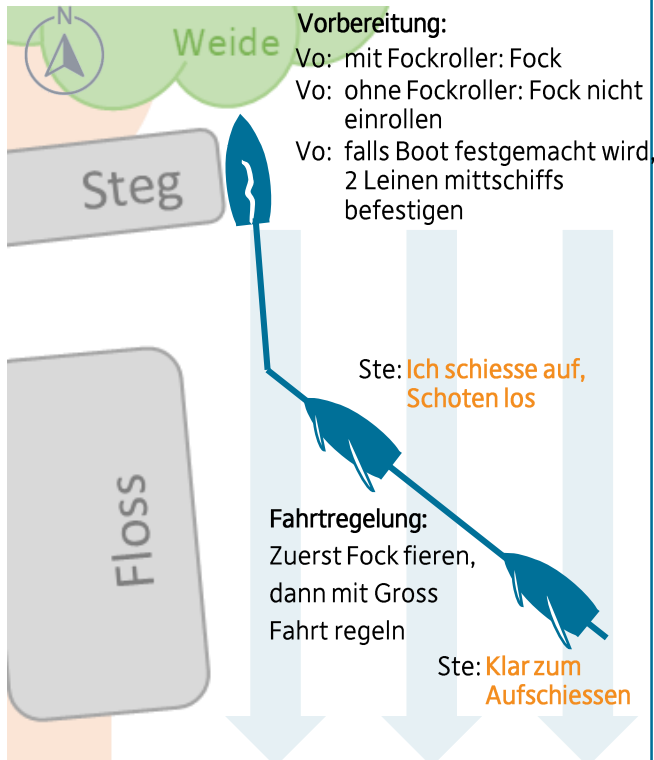 N
Weide
Vorbereitung:
Vo: mit Fockroller: Fock
Vo: ohne Fockroller: Fock nicht
einrollen
Vo: falls Boot festgemacht wird,
2 Leinen mittschiffs
befestigen
Steg
Ste: Ich schiesse auf,
Schoten los
Floss
Fahrtregelung:
Zuerst Fock fieren,
dann mit Gross
Fahrt regeln
Ste: Klar zum
Aufschiessen